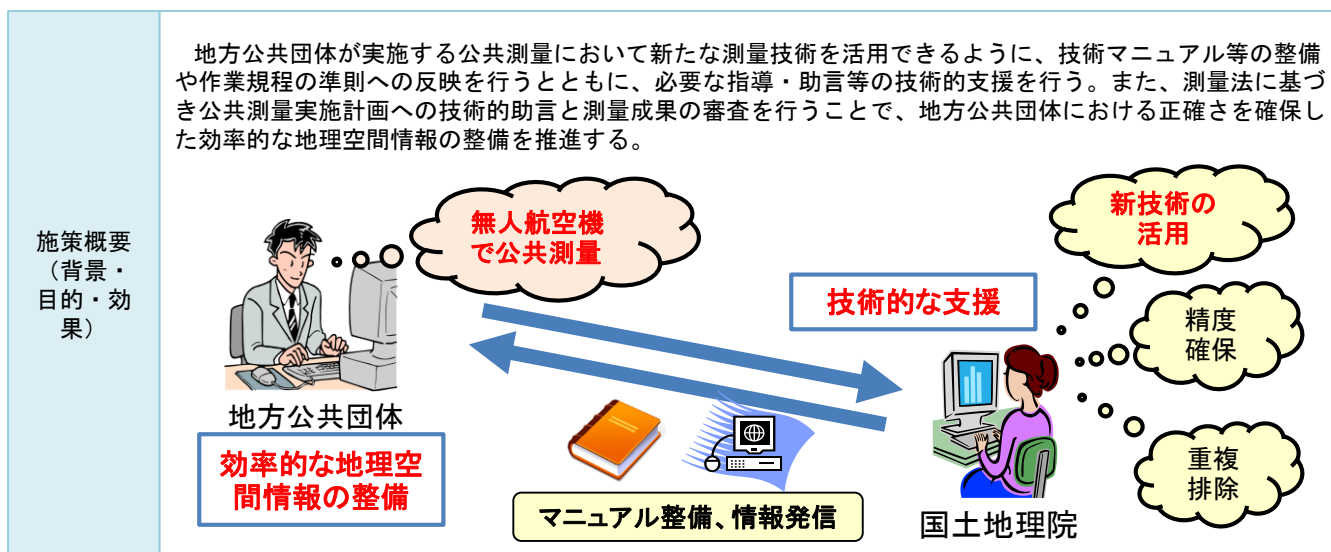 施策概要
（背景・
目的・効
果）
地方公共団体が実施する公共測量において新たな測量技術を活用できるように、技術マニュアル等の整備
や作業規程の準則への反映を行うとともに、必要な指導・助言等の技術的支援を行う。また、測量法に基づ
き公共測量実施計画への技術的助言と測量成果の審査を行うことで、地方公共団体における正確さを確保し
た効率的な地理空間情報の整備を推進する。
無人航空機
で公共測量
新技術の
活用
技術的な支援
精度
確保
地方公共団体
効率的な地理空
間情報の整備
重複
排除
マニュアル整備、情報発信
国土地理院